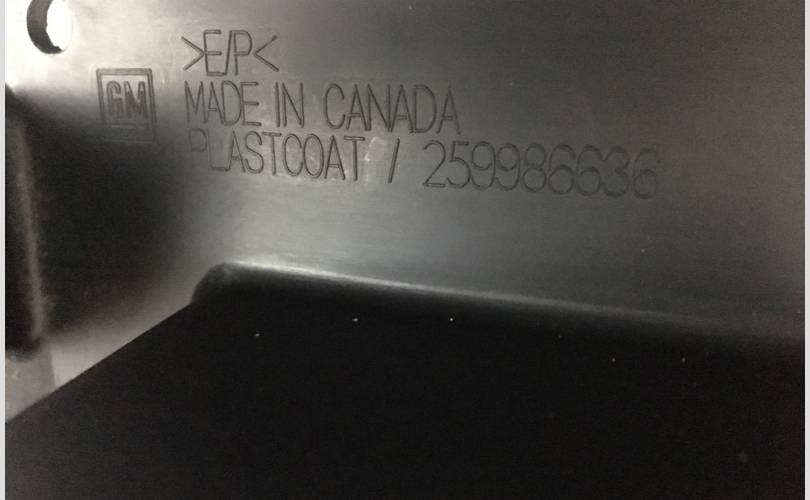 >E/P<
GM
MADE IN CANADA
PLASTCOAT / 259986636